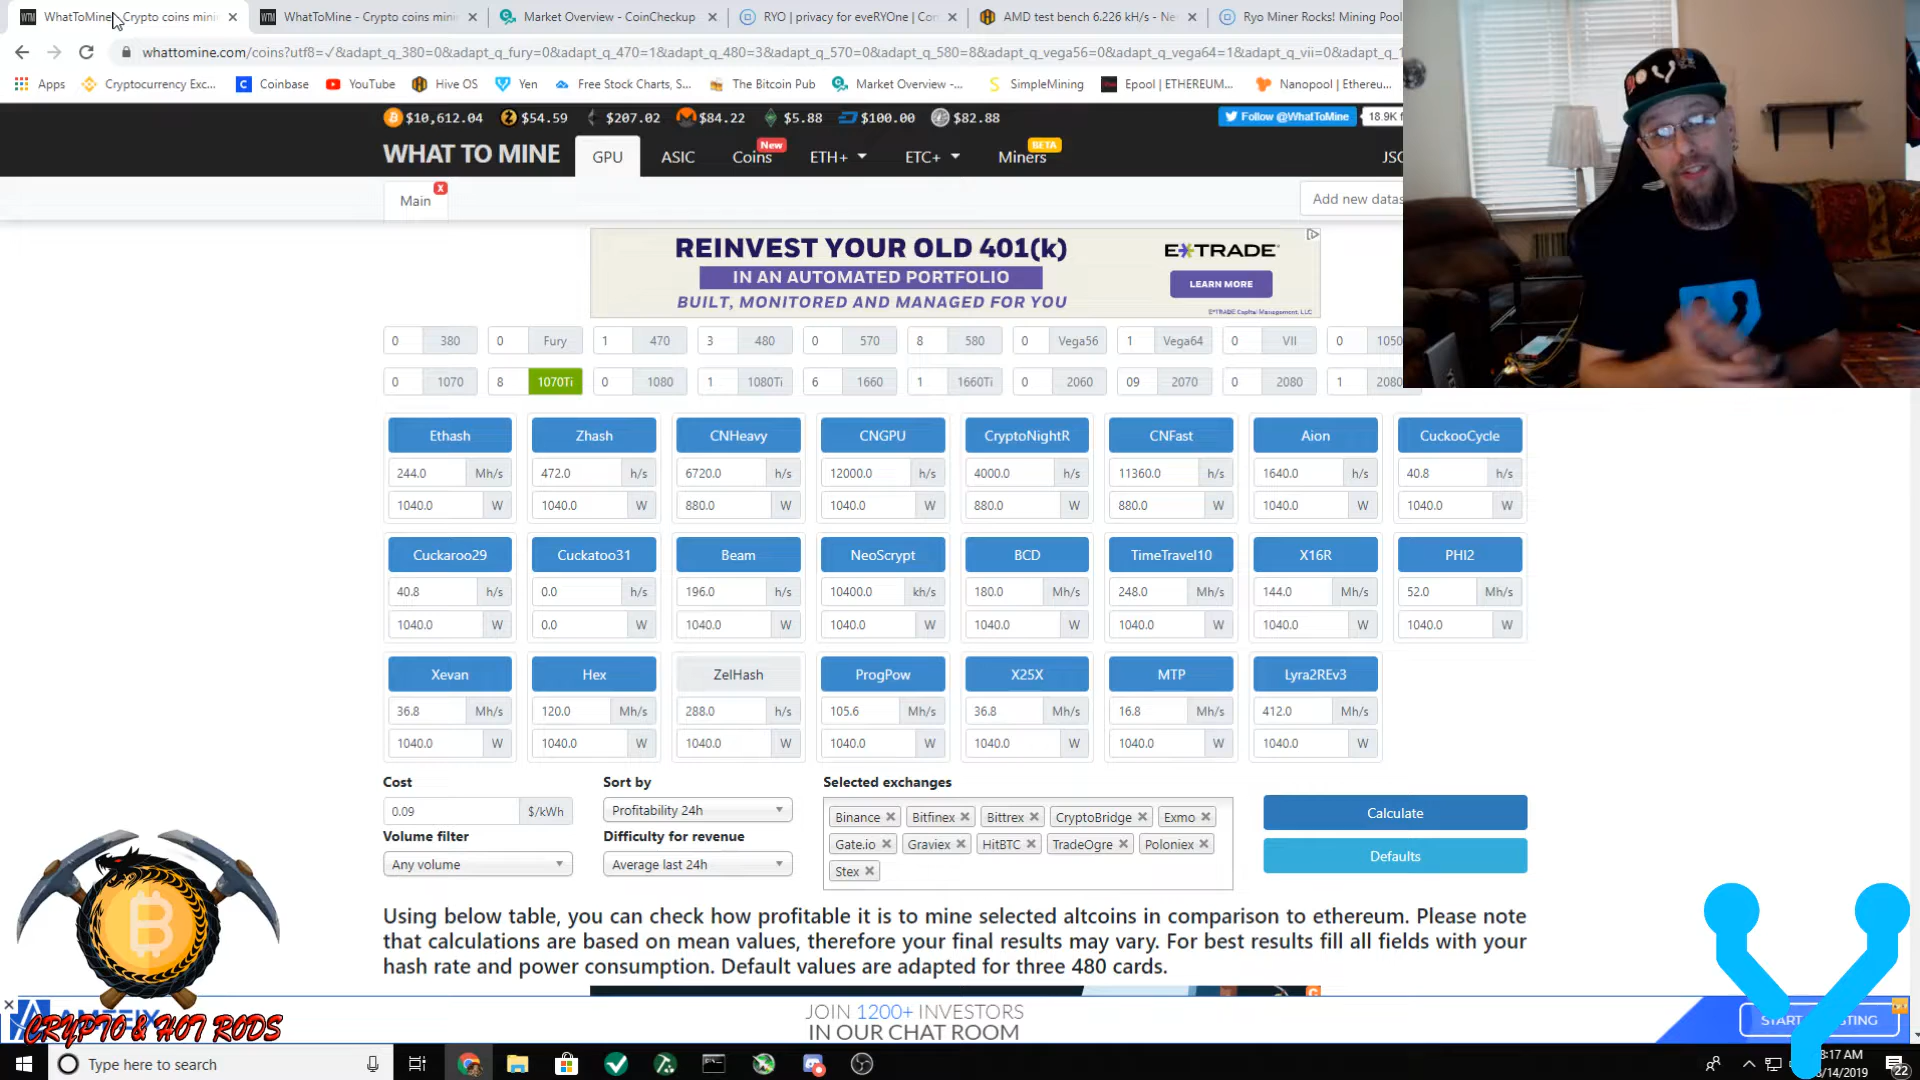 WhatToMine - Crypto coins mini
WhatToMine - Crypto coins mini
Market Overview - CoinCheckup
RYO | privacy for eveRYOne | Co
AMD test bench 6.226 kH/s - Ne
Ryo Miner Rocks! Mining Pool
whattomine.com/coins?utf8=✓&adapt_q_380=0&adapt_q_fury=0&adapt_q_470=1&adapt_q_480=3&adapt_q_570=0&adapt_q_580=8&adapt_q_vega56=0&adapt_q_vega64=1&adapt_q_vii=0&adapt_q_1
Apps
Cryptocurrency Exc...
Coinbase
YouTube
Hive OS
Yen
Free Stock Charts, S...
The Bitcoin Pub
Market Overview -...
SimpleMining
Epool | ETHEREUM...
Nanopool | Ethereu...
$10,612.04 $54.59 $207.02 $84.22 $5.88 $100.00 $82.88
Follow @WhatToMine 18.9K f
WHAT TO MINE GPU ASIC Coins New ETH+ ETC+ Miners BETA JSO
Main x
Add new datas
REINVEST YOUR OLD 401(k)
IN AN AUTOMATED PORTFOLIO
BUILT, MONITORED AND MANAGED FOR YOU
E*TRADE
LEARN MORE
E*TRADE Capital Management, LLC
0 380 0 Fury 1 470 3 480 0 570 8 580 0 Vega56 1 Vega64 0 VII 0 1050
0 1070 8 1070Ti 0 1080 1 1080Ti 6 1660 1 1660Ti 0 2060 09 2070 0 2080 1 2080
Ethash Zhash CNHeavy CNGPU CryptoNightR CNFast Aion CuckooCycle
244.0 Mh/s 472.0 h/s 6720.0 h/s 12000.0 h/s 4000.0 h/s 11360.0 h/s 1640.0 h/s 40.8 h/s
1040.0 W 1040.0 W 880.0 W 1040.0 W 880.0 W 880.0 W 1040.0 W 1040.0 W
Cuckaroo29 Cuckatoo31 Beam NeoScrypt BCD TimeTravel10 X16R PHI2
40.8 h/s 0.0 h/s 196.0 h/s 10400.0 kh/s 180.0 Mh/s 248.0 Mh/s 144.0 Mh/s 52.0 Mh/s
1040.0 W 0.0 W 1040.0 W 1040.0 W 1040.0 W 1040.0 W 1040.0 W 1040.0 W
Xevan Hex ZelHash ProgPow X25X MTP Lyra2REv3
36.8 Mh/s 120.0 Mh/s 288.0 h/s 105.6 Mh/s 36.8 Mh/s 16.8 Mh/s 412.0 Mh/s
1040.0 W 1040.0 W 1040.0 W 1040.0 W 1040.0 W 1040.0 W 1040.0 W
Cost
0.09 $/kWh
Volume filter
Any volume
Sort by
Profitability 24h
Difficulty for revenue
Average last 24h
Selected exchanges
Binance × Bitfinex × Bittrex × CryptoBridge × Exmo ×
Gate.io × Graviex × HitBTC × TradeOgre × Poloniex ×
Stex ×
Calculate
Defaults
Using below table, you can check how profitable it is to mine selected altcoins in comparison to ethereum. Please note
that calculations are based on mean values, therefore your final results may vary. For best results fill all fields with your
hash rate and power consumption. Default values are adapted for three 480 cards.
JOIN 1200+ INVESTORS
IN OUR CHAT ROOM
CRYPTO & HOT RODS
Type here to search
8:17 AM
/14/2019
22